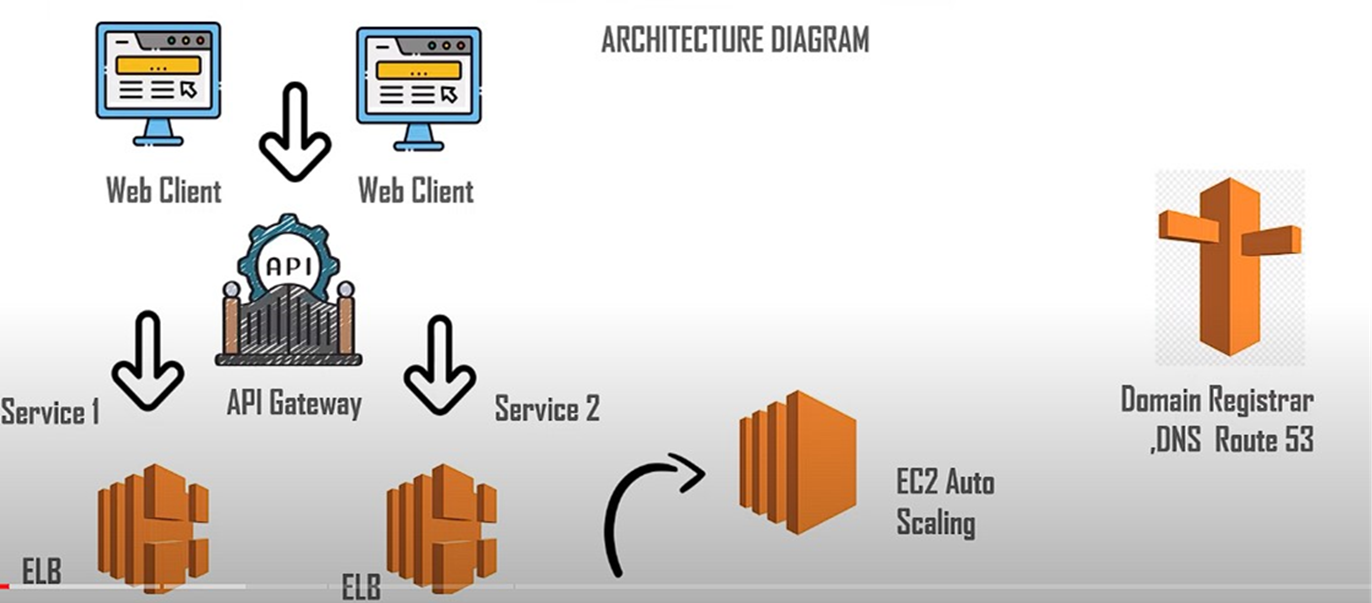 ARCHITECTURE DIAGRAM
...
...
Web Client
Web Client
API
API Gateway
Service 1
Service 2
Domain Registrar
,DNS Route 53
EC2 Auto
Scaling
ELB
ELB